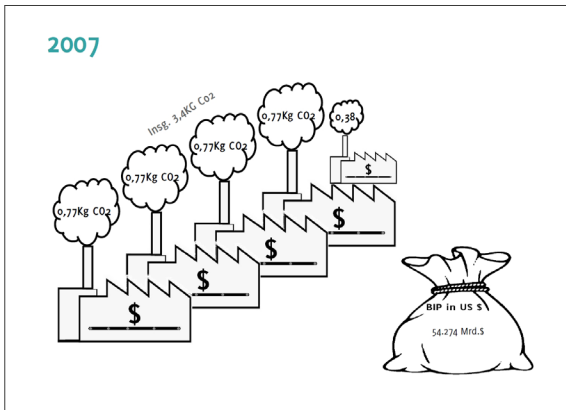 2007
Insg. 3,4KG Co2
0,77Kg CO2
0,77Kg CO2
0,77Kg CO2
0,77Kg CO2
0,38
$
$
$
$
$
BIP in US $
54.274 Mrd.$